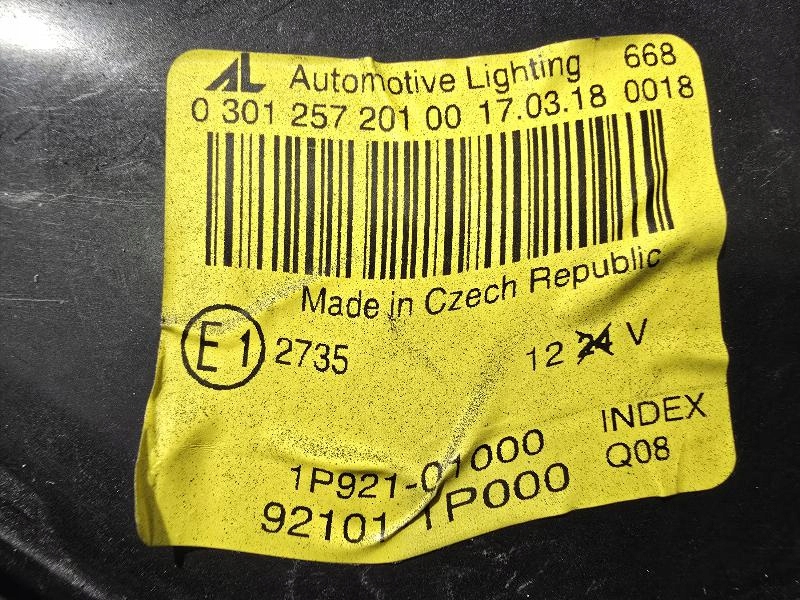 AL Automotive Lighting 668
0 301 257 201 00 17.03.18 0018
Made in Czech Republic
E1 2735 12 24 V
INDEX
1P921-01000 Q08
92101 1P000